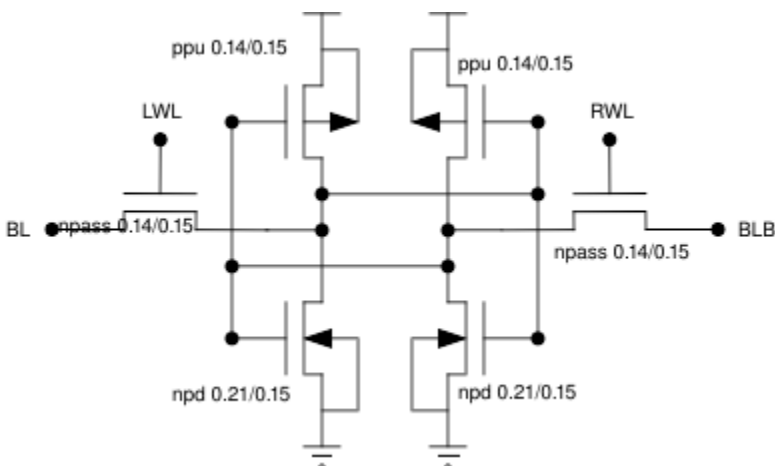 ppu 0.14/0.15
ppu 0.14/0.15
LWL
RWL
BL
npass 0.14/0.15
BLB
npass 0.14/0.15
npd 0.21/0.15
npd 0.21/0.15